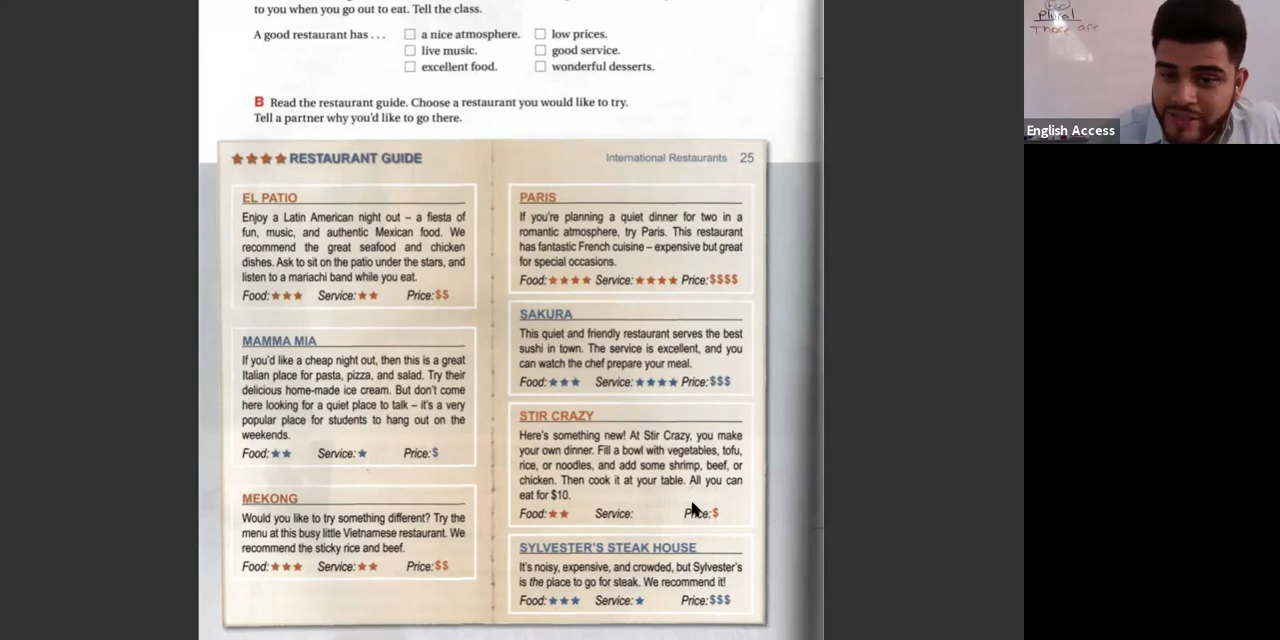 to you when you go out to eat. Tell the class.
A good restaurant has . . .
a nice atmosphere.
low prices.
live music.
good service.
excellent food.
wonderful desserts.
B Read the restaurant guide. Choose a restaurant you would like to try.
Tell a partner why you'd like to go there.
RESTAURANT GUIDE
International Restaurants 25
EL PATIO
Enjoy a Latin American night out – a fiesta of
fun, music, and authentic Mexican food. We
recommend the great seafood and chicken
dishes. Ask to sit on the patio under the stars, and
listen to a mariachi band while you eat.
Food: ★★★ Service: ★★ Price: $$
MAMMA MIA
If you'd like a cheap night out, then this is a great
Italian place for pasta, pizza, and salad. Try their
delicious home-made ice cream. But don't come
here looking for a quiet place to talk – it's a very
popular place for students to hang out on the
weekends.
Food: ★★ Service: ★ Price: $
MEKONG
Would you like to try something different? Try the
menu at this busy little Vietnamese restaurant. We
recommend the sticky rice and beef.
Food: ★★★ Service: ★★ Price: $$
PARIS
If you're planning a quiet dinner for two in a
romantic atmosphere, try Paris. This restaurant
has fantastic French cuisine – expensive but great
for special occasions.
Food: ★★★★ Service: ★★★★ Price: $$$$
SAKURA
This quiet and friendly restaurant serves the best
sushi in town. The service is excellent, and you
can watch the chef prepare your meal.
Food: ★★★ Service: ★★★★ Price: $$$
STIR CRAZY
Here's something new! At Stir Crazy, you make
your own dinner. Fill a bowl with vegetables, tofu,
rice, or noodles, and add some shrimp, beef, or
chicken. Then cook it at your table. All you can
eat for $10.
Food: ★★ Service: Price: $
SYLVESTER'S STEAK HOUSE
It's noisy, expensive, and crowded, but Sylvester's
is the place to go for steak. We recommend it!
Food: ★★★ Service: ★ Price: $$$
Plural
Those are
English Access